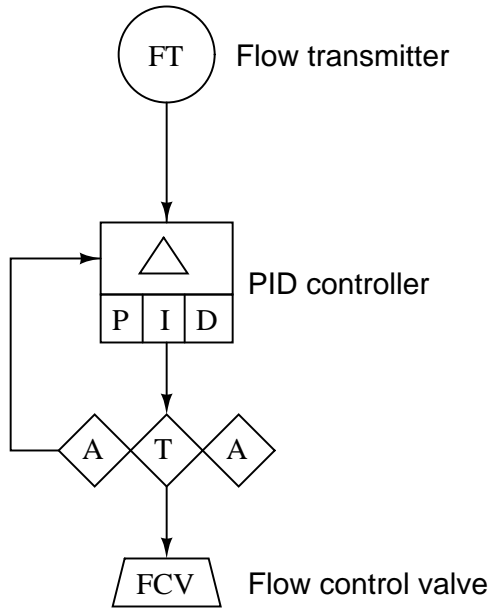 FT
Flow transmitter
PID controller
P I D
A T A
FCV
Flow control valve